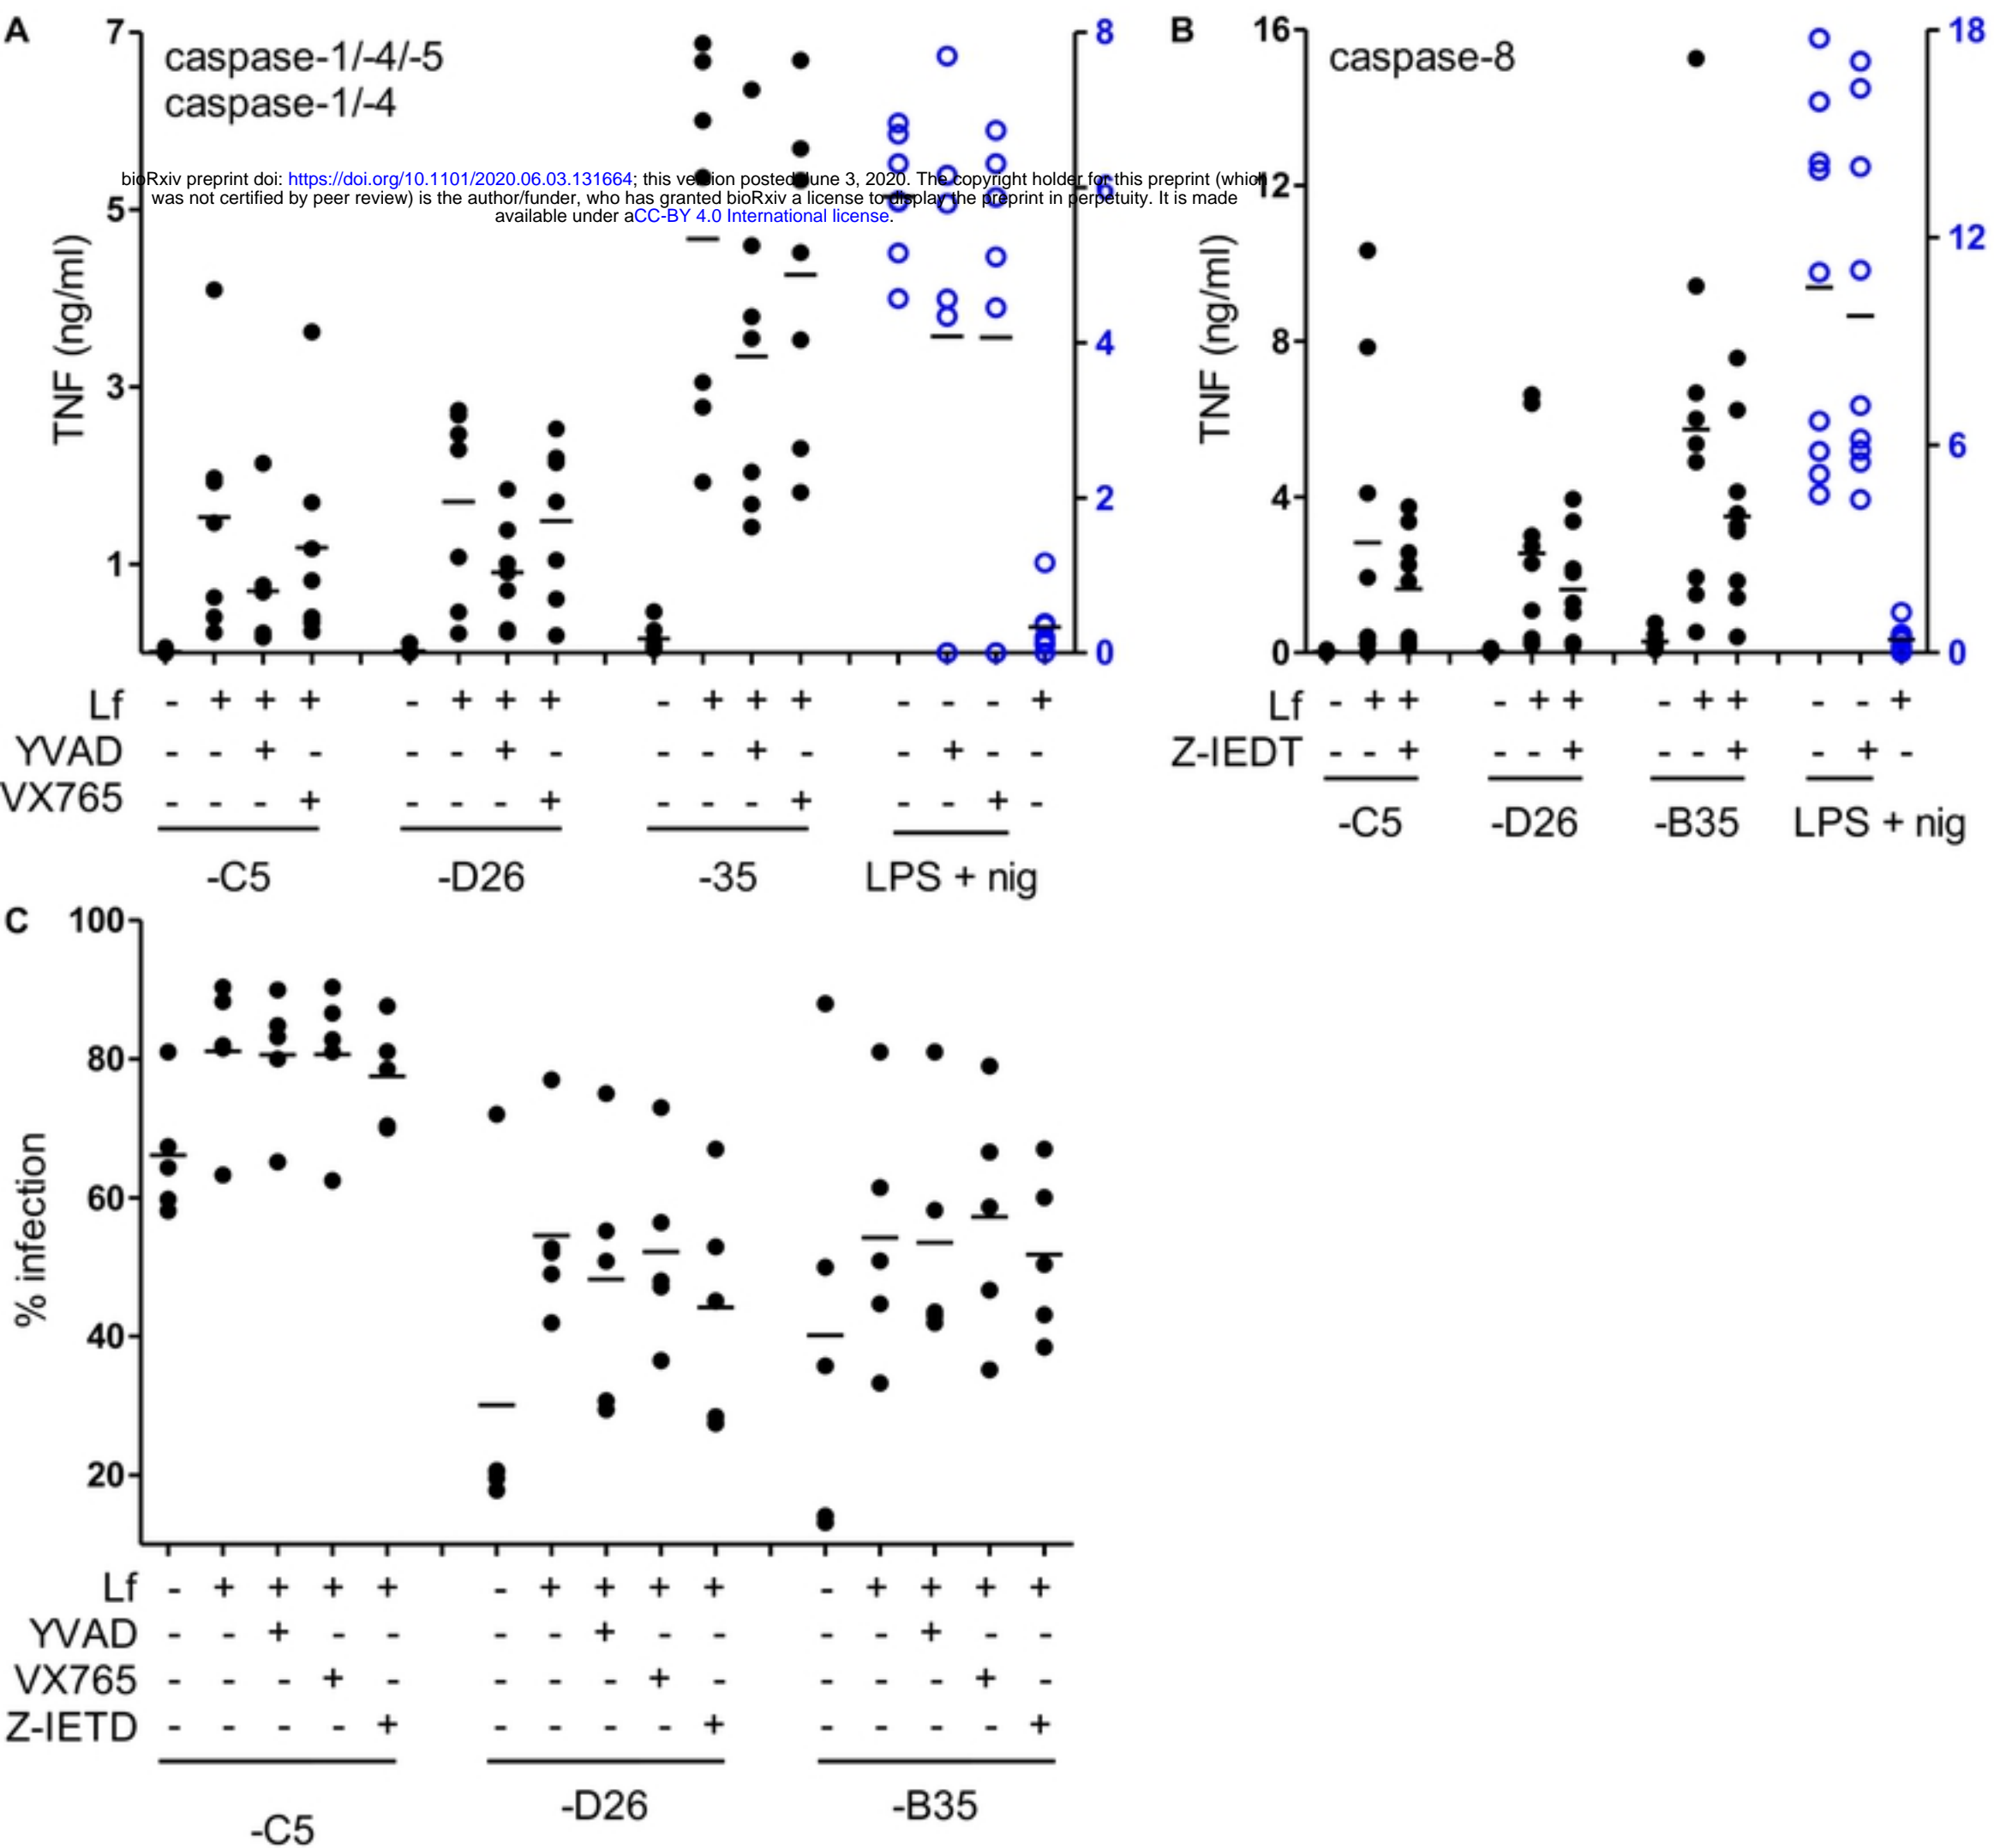 A
B
7
8
16
18
caspase-1/-4/-5
caspase-1/-4
caspase-8
bioRxiv preprint doi: https://doi.org/10.1101/2020.06.03.131664; this version posted June 3, 2020. The copyright holder for this preprint (which
was not certified by peer review) is the author/funder, who has granted bioRxiv a license to display the preprint in perpetuity. It is made
available under aCC-BY 4.0 International license.
5
6
12
12
TNF (ng/ml)
TNF (ng/ml)
3
4
8
2
4
6
1
0
0
0
Lf - + + + - + + + - + + + - - - +
YVAD - - + - - - + - - - + - - + - -
VX765 - - - + - - - + - - - + - - + -
-C5 -D26 -35 LPS + nig
Lf - + + - + + - + + - - +
Z-IEDT - - + - - + - - + - + -
-C5 -D26 -B35 LPS + nig
C
100
80
60
40
20
% infection
Lf - + + + + - + + + + - + + + +
YVAD - - + - - - - + - - - - + - -
VX765 - - - + - - - - + - - - - + -
Z-IETD - - - - + - - - - + - - - - +
-C5 -D26 -B35